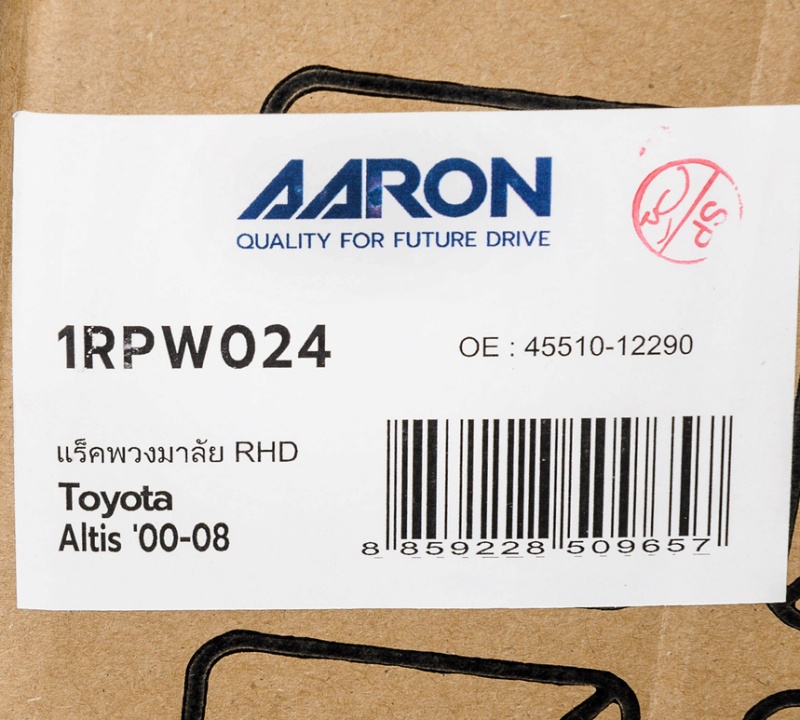 AARON
QUALITY FOR FUTURE DRIVE
1RPW024
OE : 45510-12290
แร็คพวงมาลัย RHD
Toyota
Altis '00-08
8 859228 509657